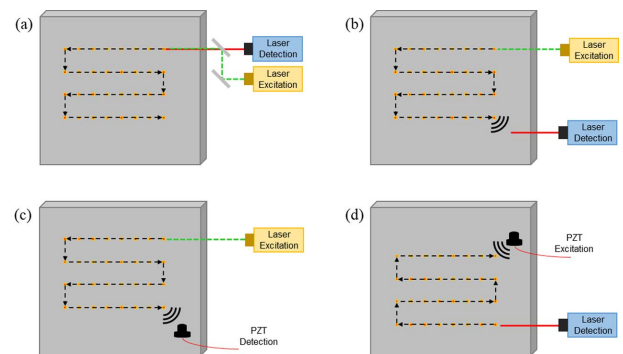 (a)
Laser
Detection
Laser
Excitation
(b)
Laser
Excitation
Laser
Detection
(c)
Laser
Excitation
PZT
Detection
(d)
PZT
Excitation
Laser
Detection